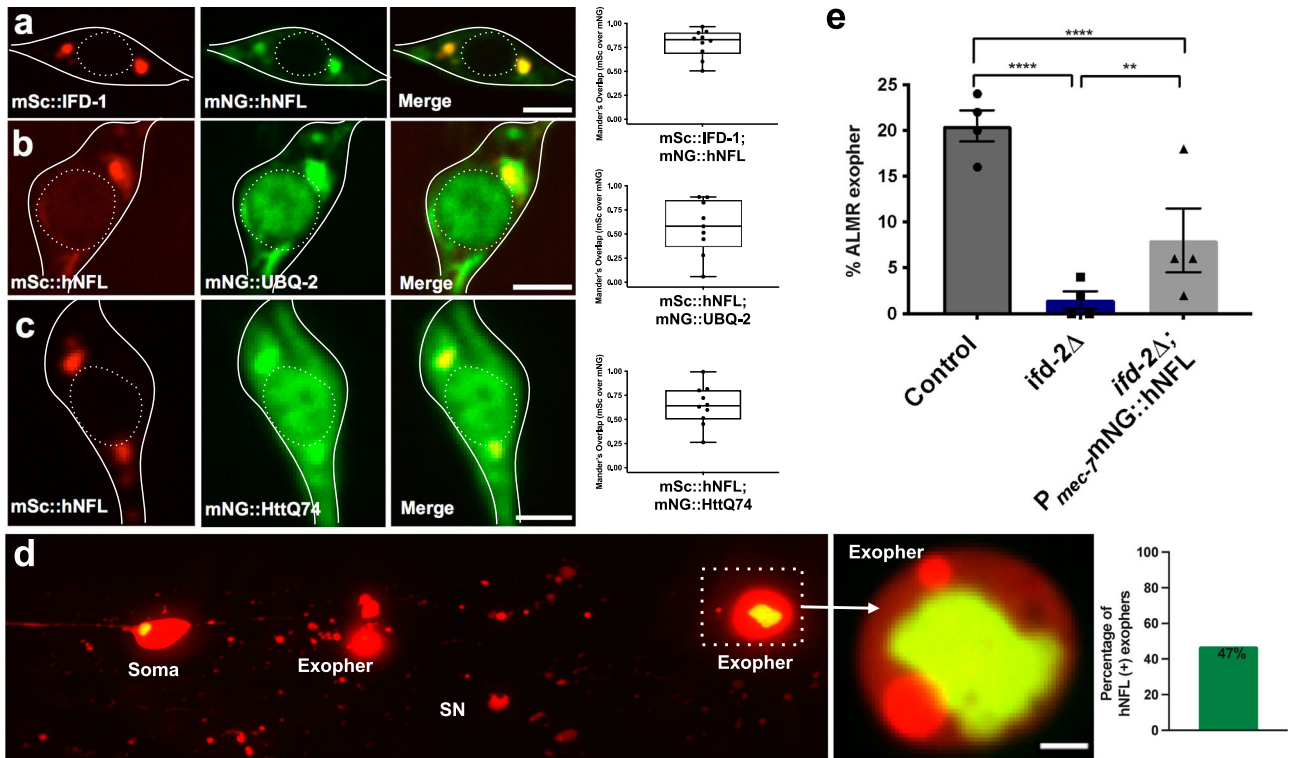 a
mSc::IFD-1
mNG::hNFL
Merge
Mander's Overlap (mSc over mNG)
1.00
0.75
0.50
0.25
0.00
mSc::IFD-1;
mNG::hNFL
b
mSc::hNFL
mNG::UBQ-2
Merge
Mander's Overlap (mSc over mNG)
1.00
0.75
0.50
0.25
0.00
mSc::hNFL;
mNG::UBQ-2
c
mSc::hNFL
mNG::HttQ74
Merge
Mander's Overlap (mSc over mNG)
1.00
0.75
0.50
0.25
0.00
mSc::hNFL;
mNG::HttQ74
e
****
**** **
% ALMR exopher
25
20
15
10
5
0
Control
ifd-2Δ
ifd-2Δ;
P mec-7 mNG::hNFL
d
Soma
Exopher
SN
Exopher
Exopher
Percentage of
hNFL (+) exophers
100
80
60
40
20
0
47%